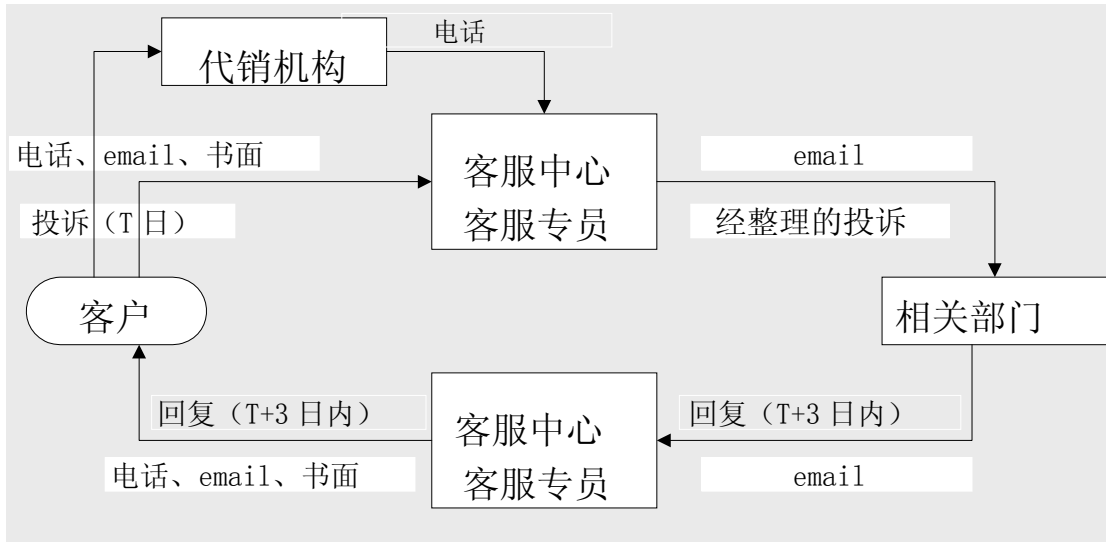 电话
代销机构
电话、email、书面
客服中心
客服专员
email
投诉（T 日）
经整理的投诉
客户
相关部门
回复（T+3 日内）
客服中心
客服专员
回复（T+3 日内）
电话、email、书面
email